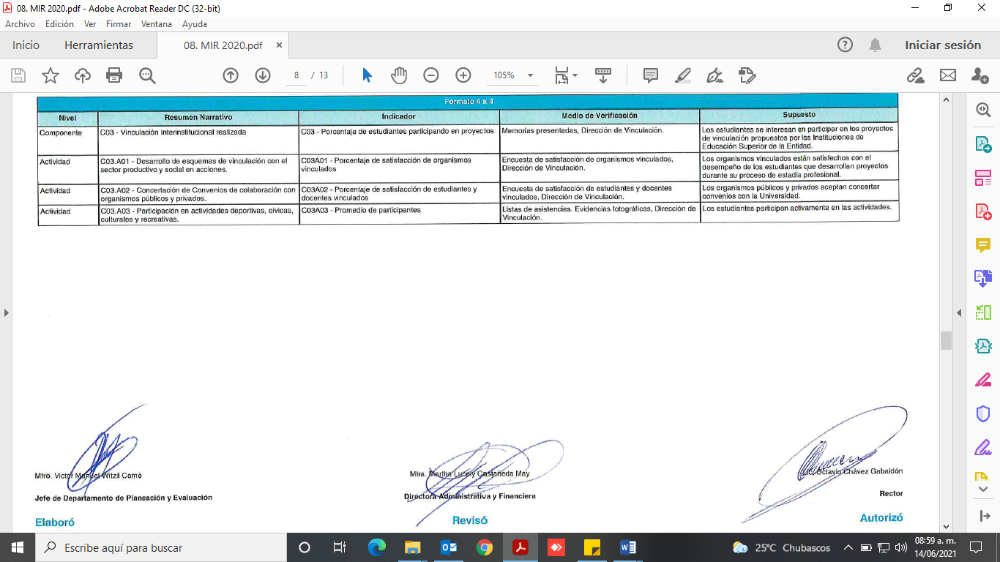 08. MIR 2020.pdf - Adobe Acrobat Reader DC (32-bit)
Archivo Edición Ver Firmar Ventana Ayuda
Inicio Herramientas 08. MIR 2020.pdf × Iniciar sesión
8 / 13 105%
Formato 4 x 4
Nivel Resumen Narrativo Indicador Medio de Verificación Supuesto
Componente
C03 - Vinculación Interinstitucional realizada
C03 - Porcentaje de estudiantes participando en proyectos
Memorias presentadas, Dirección de Vinculación.
Los estudiantes se interesan en participar en los proyectos
de vinculación propuestos por las Instituciones de
Educación Superior de la Entidad.
Actividad
C03.A01 - Desarrollo de esquemas de vinculación con el
sector productivo y social en acciones.
C03A01 - Porcentaje de satisfacción de organismos
vinculados
Encuesta de satisfacción de organismos vinculados,
Dirección de Vinculación.
Los organismos vinculados están satisfechos con el
desempeño de los estudiantes que desarrollan proyectos
durante su proceso de estadía profesional.
Actividad
C03.A02 - Concertación de Convenios de colaboración con
organismos públicos y privados.
C03A02 - Porcentaje de satisfacción de estudiantes y
docentes vinculados
Encuesta de satisfacción de estudiantes y docentes
vinculados, Dirección de Vinculación.
Los organismos públicos y privados aceptan concertar
convenios con la Universidad.
Actividad
C03.A03 - Participación en actividades deportivas, cívicas,
culturales y recreativas.
C03A03 - Promedio de participantes
Listas de asistencias. Evidencias fotográficas, Dirección de
Vinculación.
Los estudiantes participan activamente en las actividades.
Mtro. Victor Manuel Witzil Cemé
Jefe de Departamento de Planeación y Evaluación
Elaboró
Mtra. Martha Lucely Castañeda May
Directora Administrativa y Financiera
Revisó
Lic. Octavio Chávez Gabaldón
Rector
Autorizó
Escribe aquí para buscar
25°C Chubascos
08:59 a. m.
14/06/2021